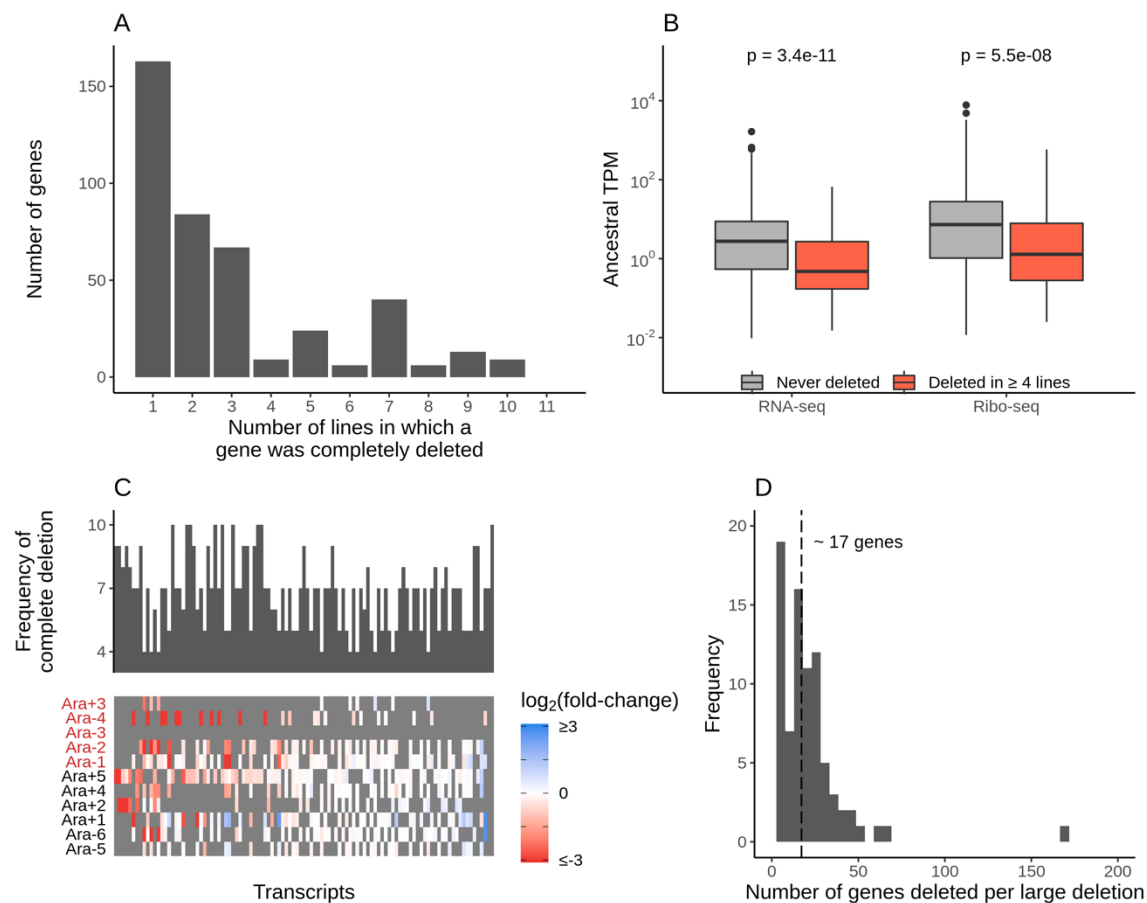 A
Number of genes
150
100
50
0
1 2 3 4 5 6 7 8 9 10 11
Number of lines in which a
gene was completely deleted
B
p = 3.4e-11 p = 5.5e-08
Ancestral TPM
10^4
10^2
10^0
10^-2
Never deleted Deleted in ≥ 4 lines
RNA-seq Ribo-seq
C
Frequency of
complete deletion
10
7
4
Ara+3
Ara-4
Ara-3
Ara-2
Ara-1
Ara+5
Ara+4
Ara+2
Ara+1
Ara-6
Ara-5
Transcripts
log₂(fold-change)
≥3
0
≤-3
D
~ 17 genes
Frequency
20
15
10
5
0
0 50 100 150 200
Number of genes deleted per large deletion